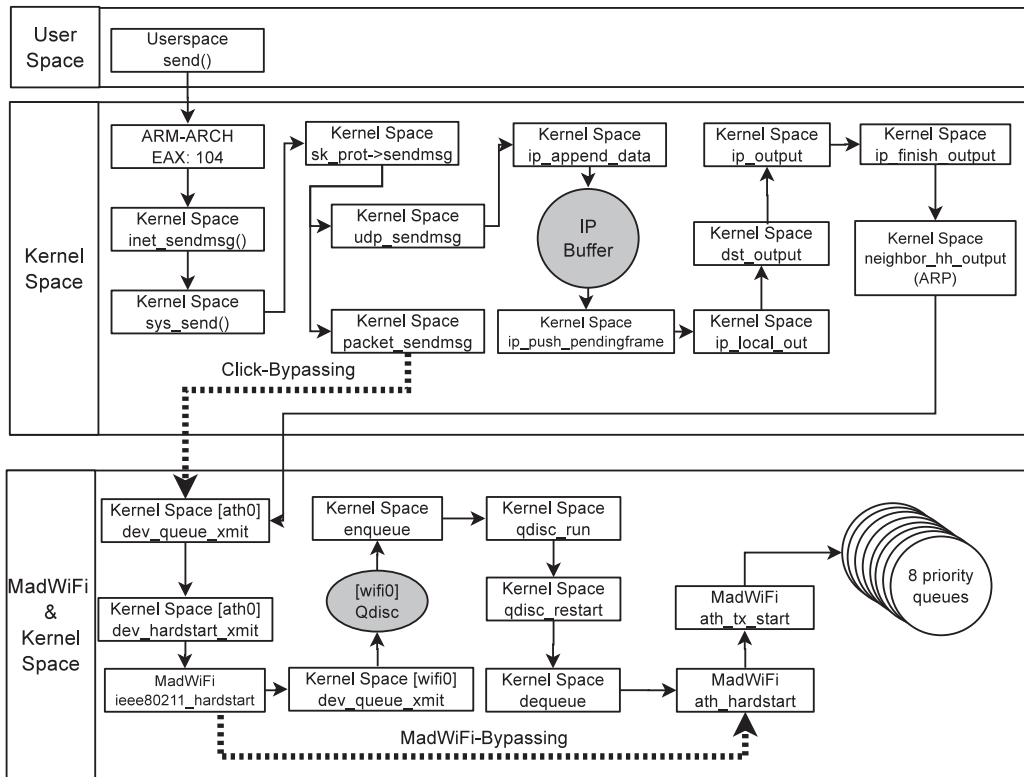 User
Space
Userspace
send()
Kernel
Space
ARM-ARCH
EAX: 104
Kernel Space
inet_sendmsg()
Kernel Space
sys_send()
Kernel Space
sk_prot->sendmsg
Kernel Space
udp_sendmsg
Kernel Space
packet_sendmsg
Kernel Space
ip_append_data
IP
Buffer
Kernel Space
ip_push_pendingframe
Kernel Space
ip_local_out
Kernel Space
dst_output
Kernel Space
ip_output
Kernel Space
ip_finish_output
Kernel Space
neighbor_hh_output
(ARP)
Click-Bypassing
MadWiFi
&
Kernel
Space
Kernel Space [ath0]
dev_queue_xmit
Kernel Space [ath0]
dev_hardstart_xmit
MadWiFi
ieee80211_hardstart
Kernel Space [wifi0]
dev_queue_xmit
[wifi0]
Qdisc
Kernel Space
enqueue
Kernel Space
qdisc_run
Kernel Space
qdisc_restart
Kernel Space
dequeue
MadWiFi
ath_hardstart
MadWiFi
ath_tx_start
8 priority
queues
MadWiFi-Bypassing